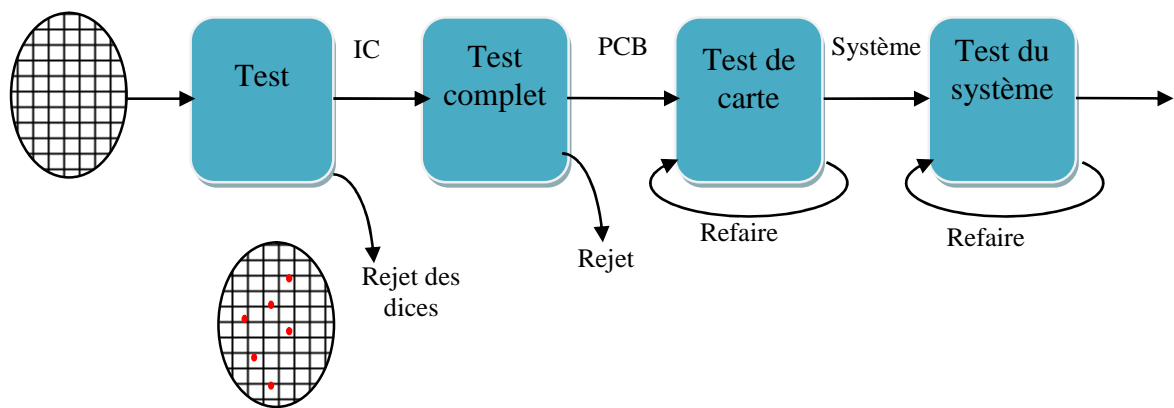 Test
IC
Test
complet
PCB
Test de
carte
Système
Test du
système
Rejet des
dices
Rejet
Refaire
Refaire